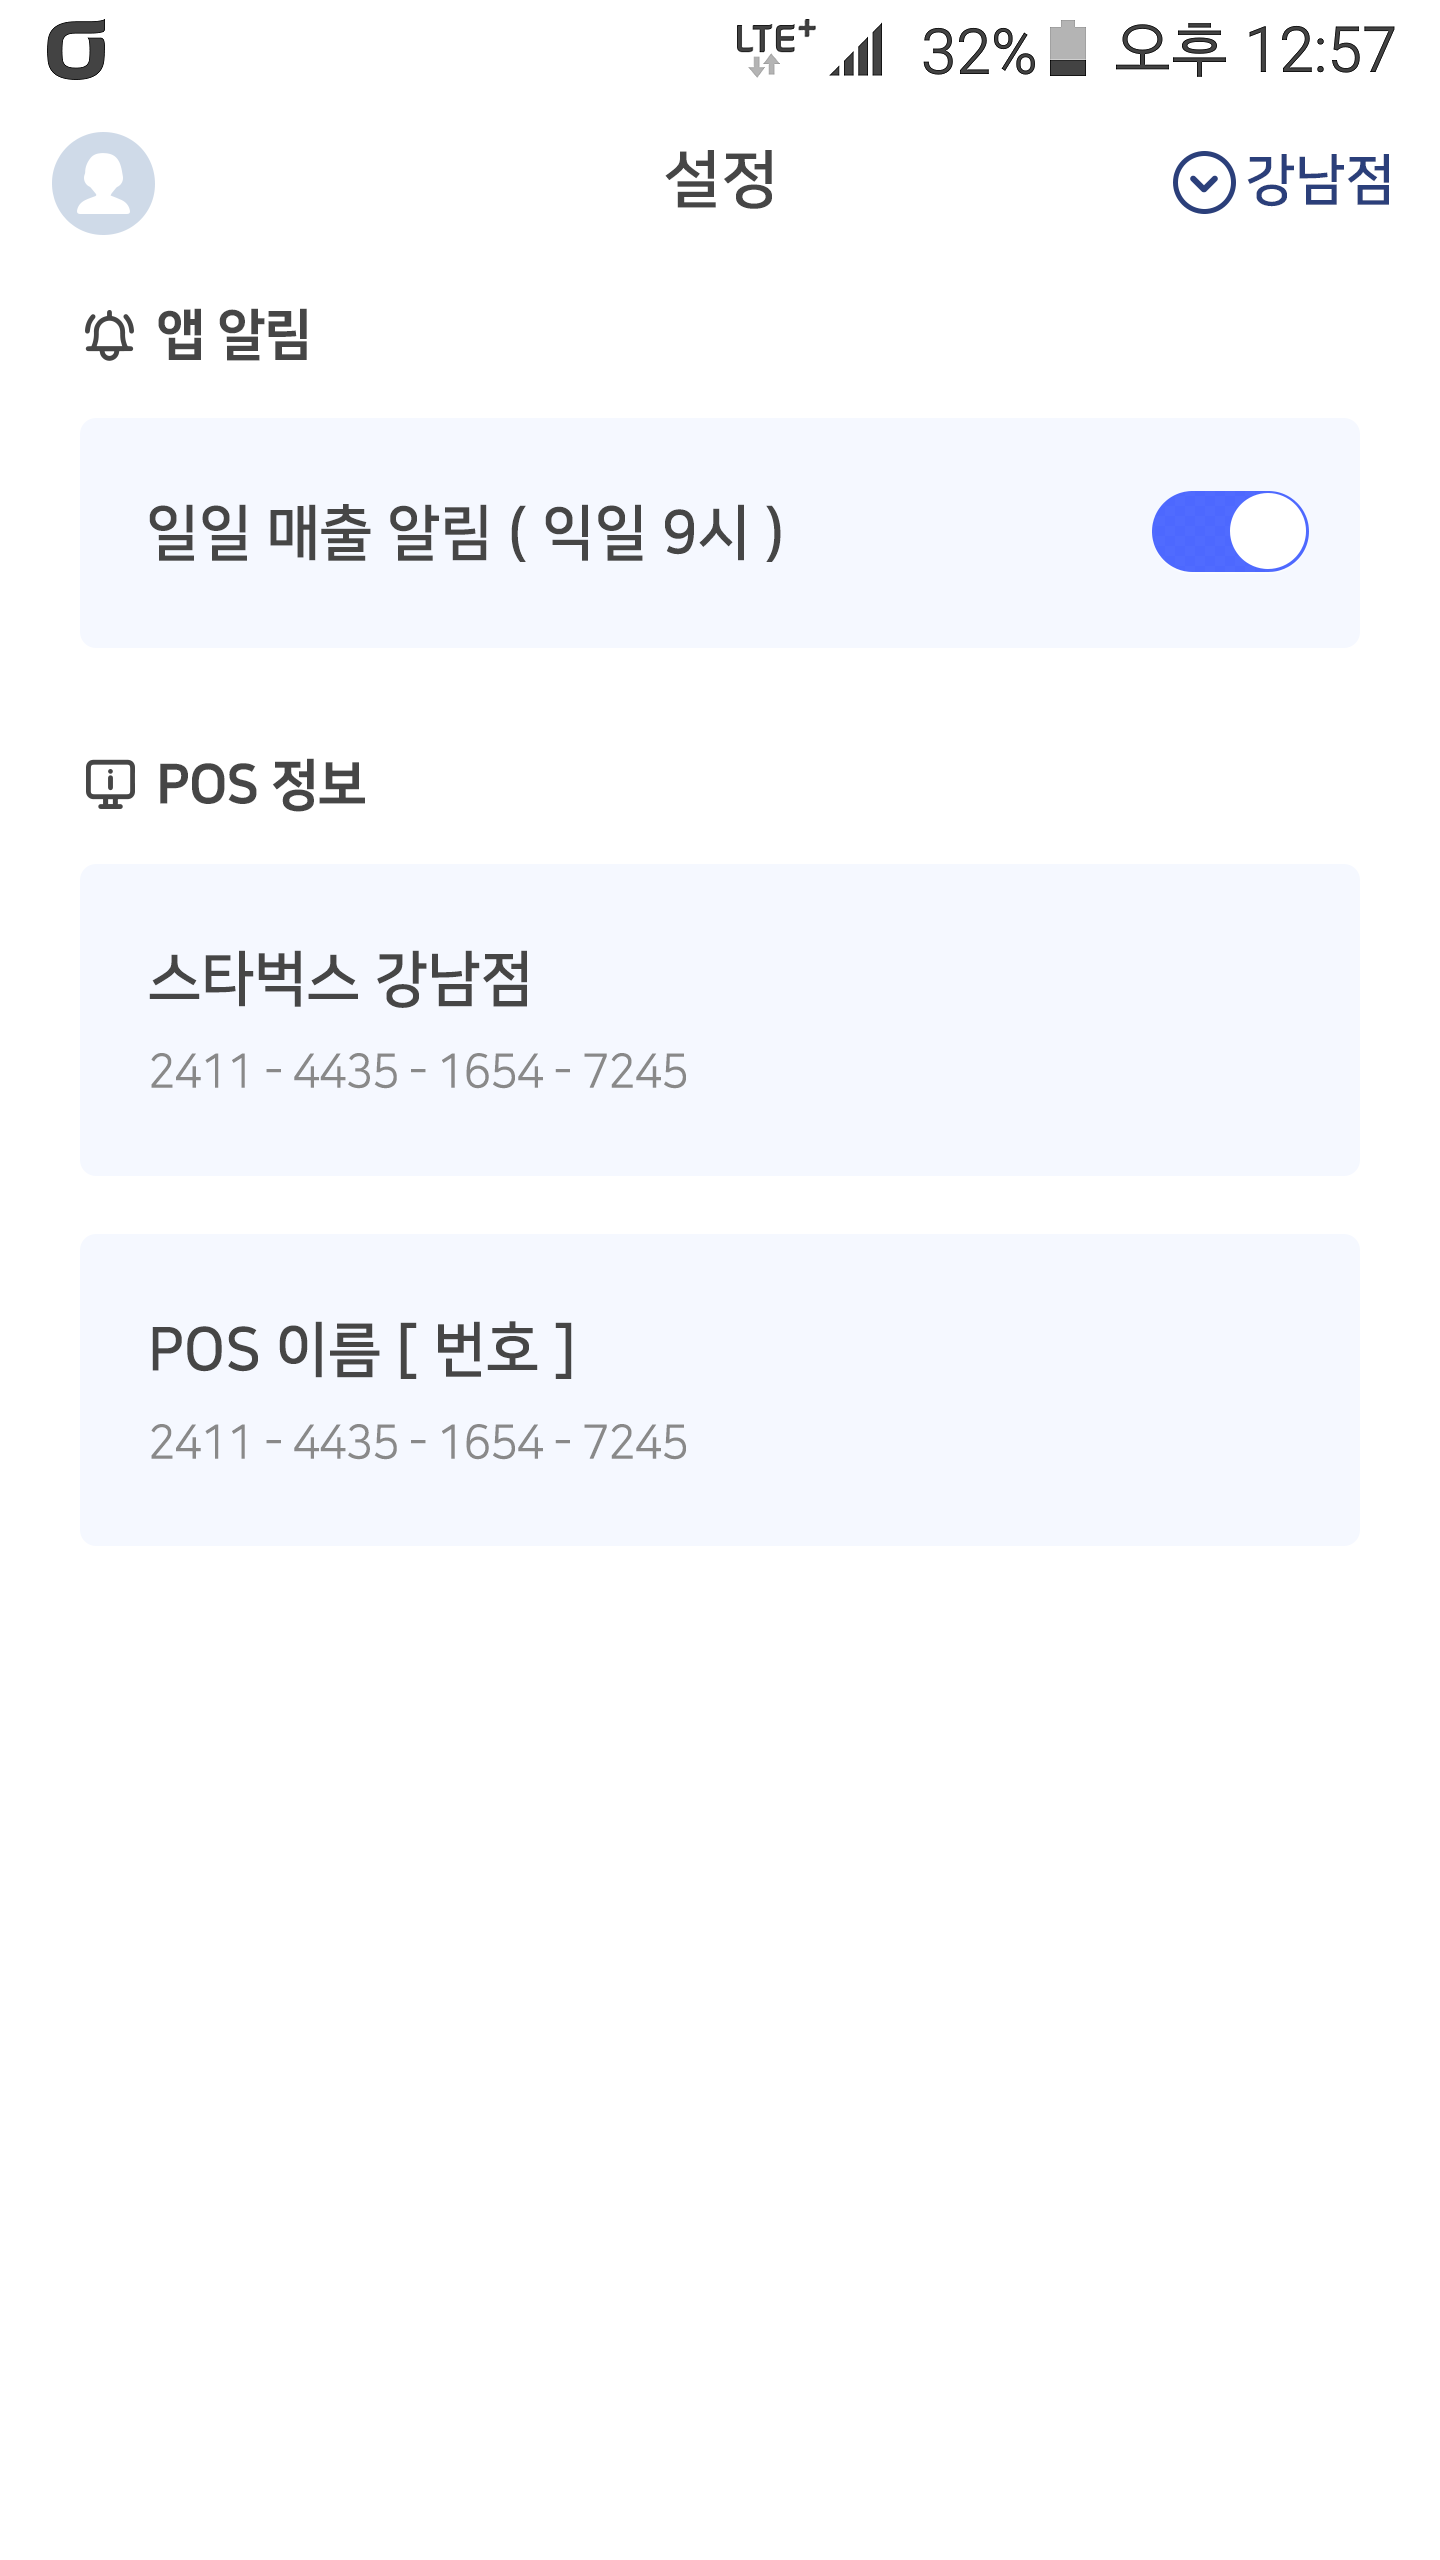 LTE+ 32% 오후 12:57
설정
강남점
앱 알림
일일 매출 알림 ( 익일 9시 )
POS 정보
스타벅스 강남점
2411 - 4435 - 1654 - 7245
POS 이름 [ 번호 ]
2411 - 4435 - 1654 - 7245